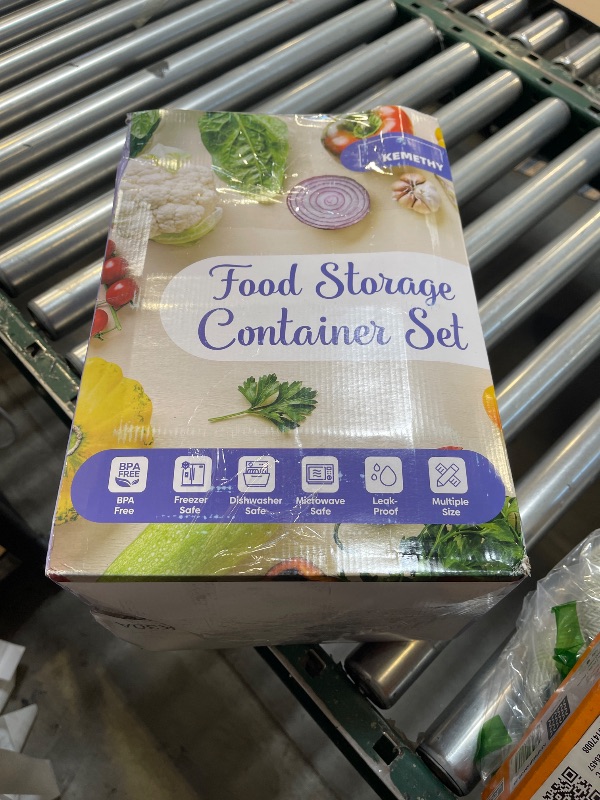 KEMETHY
Food Storage
Container Set
BPA
FREE
BPA
Free
Freezer
Safe
Dishwasher
Safe
Microwave
Safe
Leak-
Proof
Multiple
Size